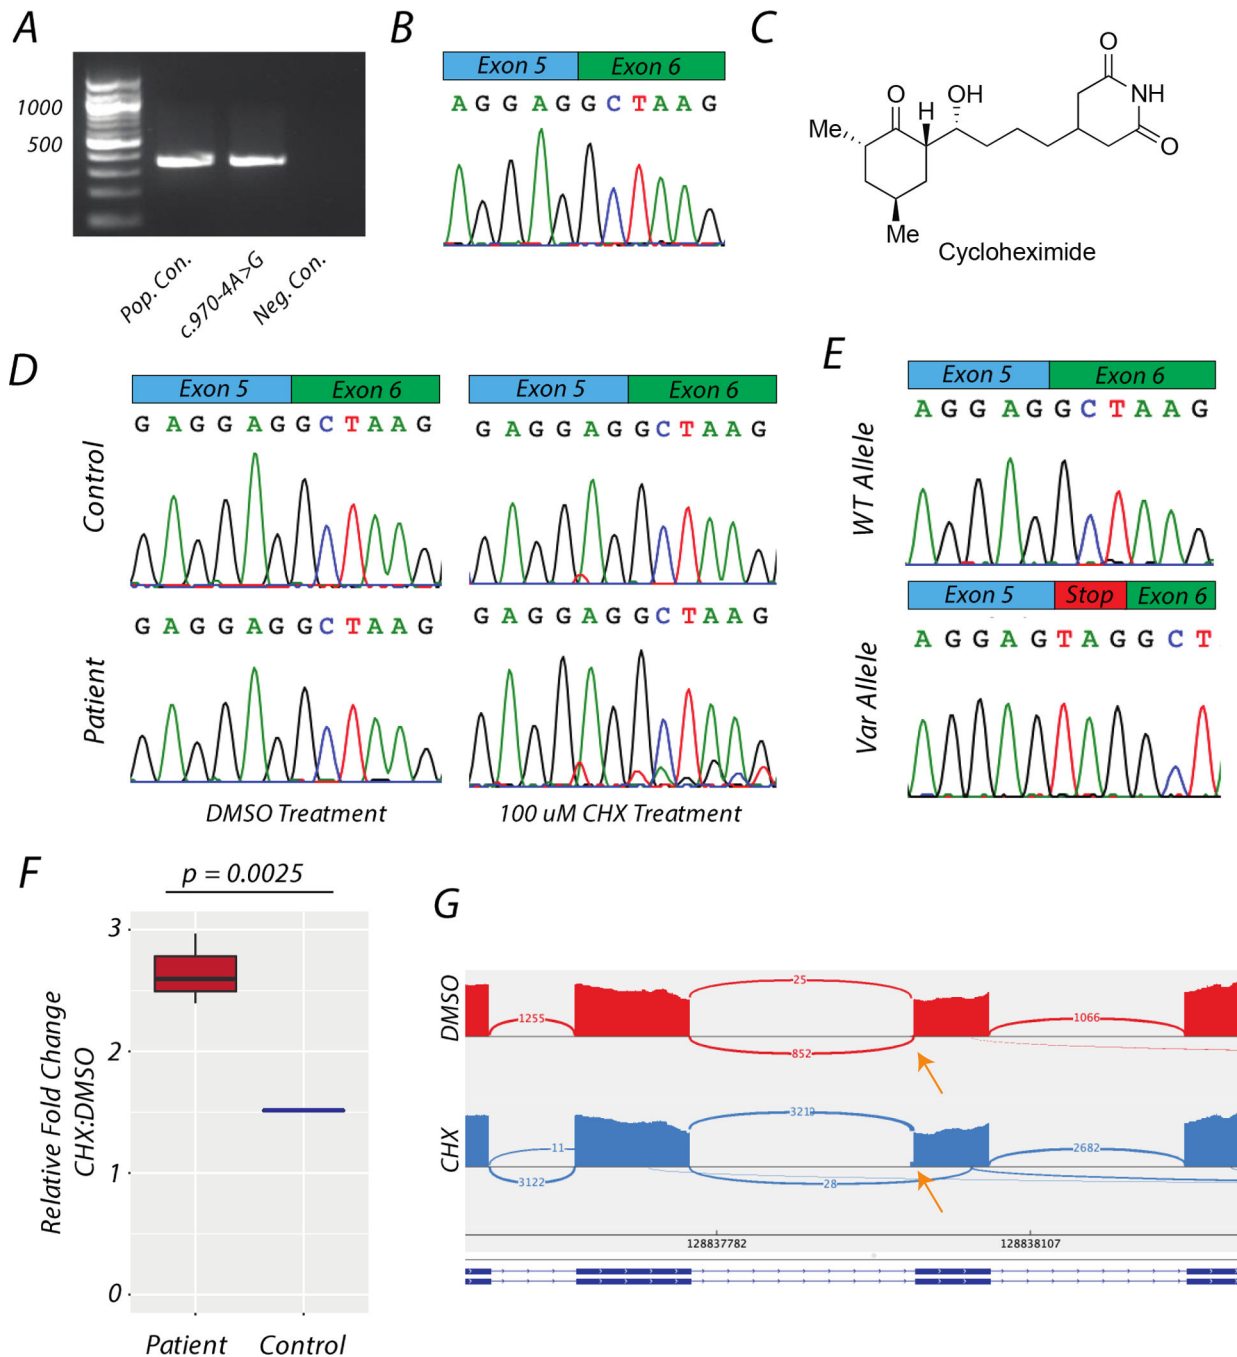 A
1000
500
Pop. Con.
c.970-4A>G
Neg. Con.
B
Exon 5 Exon 6
A G G A G G C T A A G
C
O
H
OH
Me
Me
O
NH
O
Cycloheximide
D
Control
Patient
Exon 5 Exon 6
G A G G A G G C T A A G
Exon 5 Exon 6
G A G G A G G C T A A G
G A G G A G G C T A A G
G A G G A G G C T A A G
DMSO Treatment
100 uM CHX Treatment
E
WT Allele
Exon 5 Exon 6
A G G A G G C T A A G
Var Allele
Exon 5 Stop Exon 6
A G G A G T A G G C T
F
p = 0.0025
Relative Fold Change
CHX:DMSO
3
2
1
0
Patient Control
G
DMSO
25
1255
1066
852
CHX
3210
11
2682
3122
28
128837782 128838107